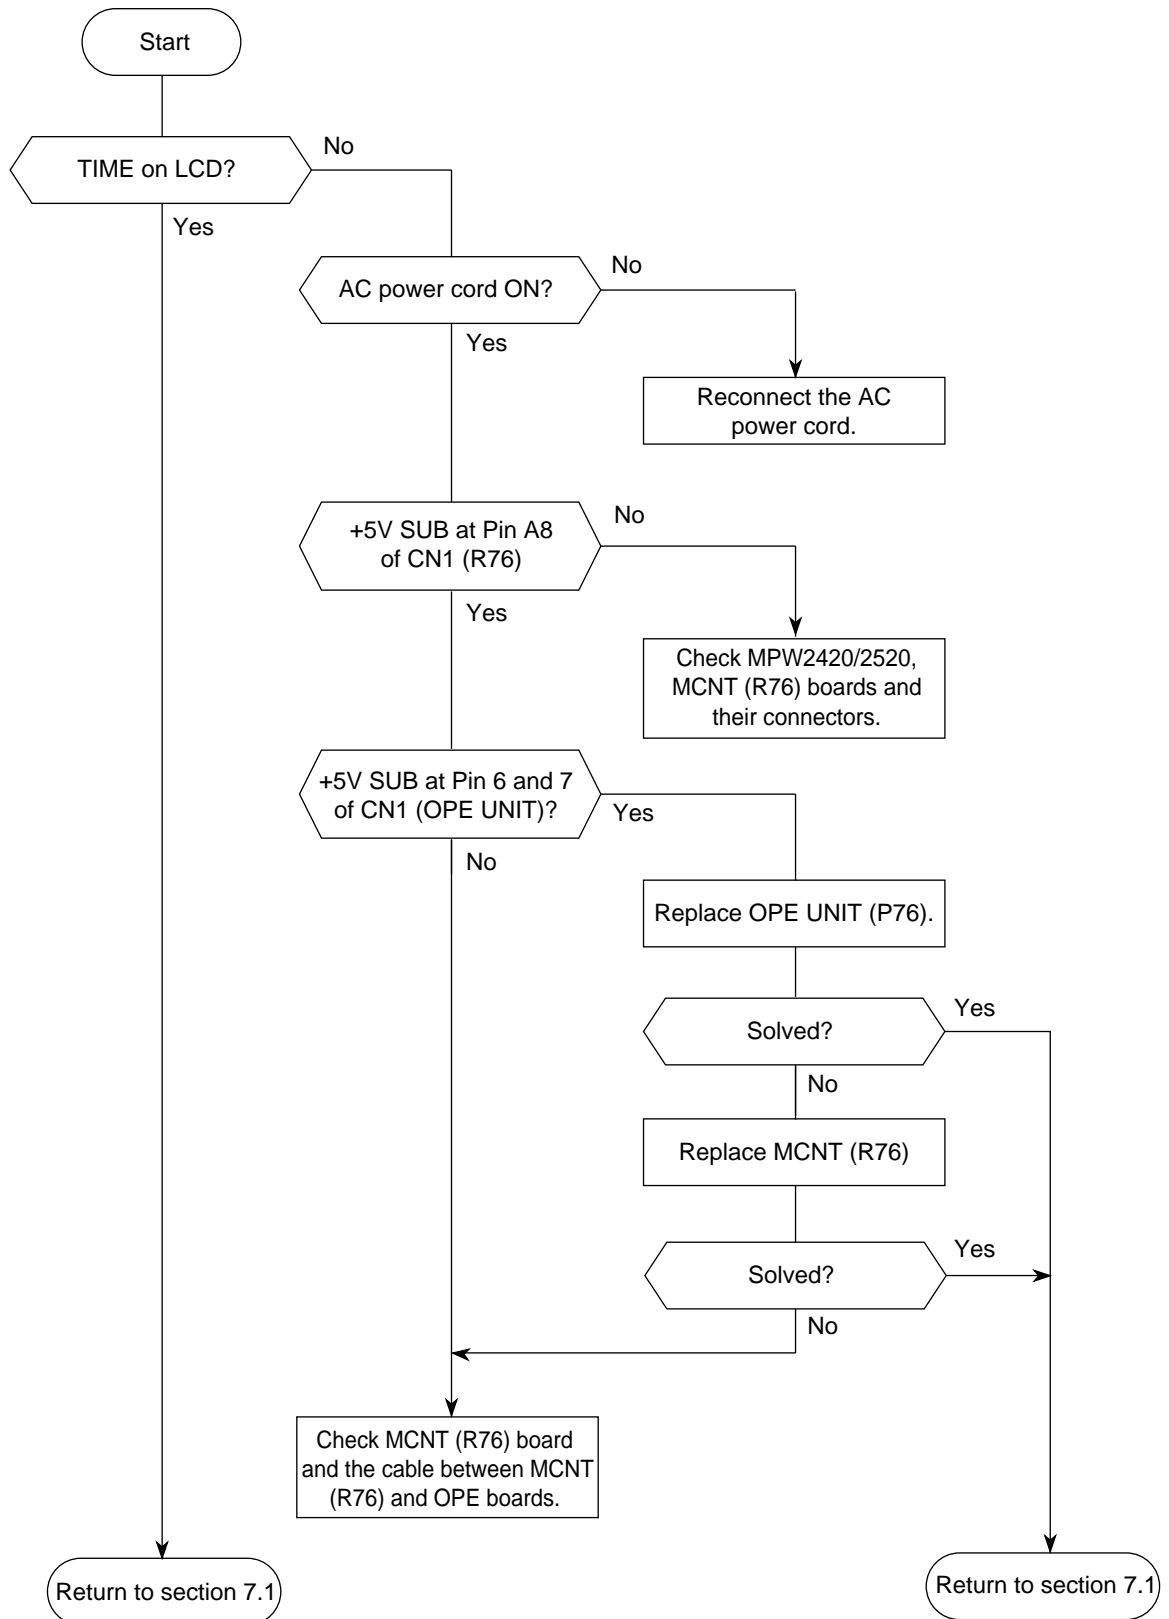 Start
TIME on LCD?
No
Yes
AC power cord ON?
No
Yes
Reconnect the AC
power cord.
+5V SUB at Pin A8
of CN1 (R76)
No
Yes
Check MPW2420/2520,
MCNT (R76) boards and
their connectors.
+5V SUB at Pin 6 and 7
of CN1 (OPE UNIT)?
Yes
No
Replace OPE UNIT (P76).
Solved?
Yes
No
Replace MCNT (R76)
Solved?
Yes
No
Check MCNT (R76) board
and the cable between MCNT
(R76) and OPE boards.
Return to section 7.1
Return to section 7.1